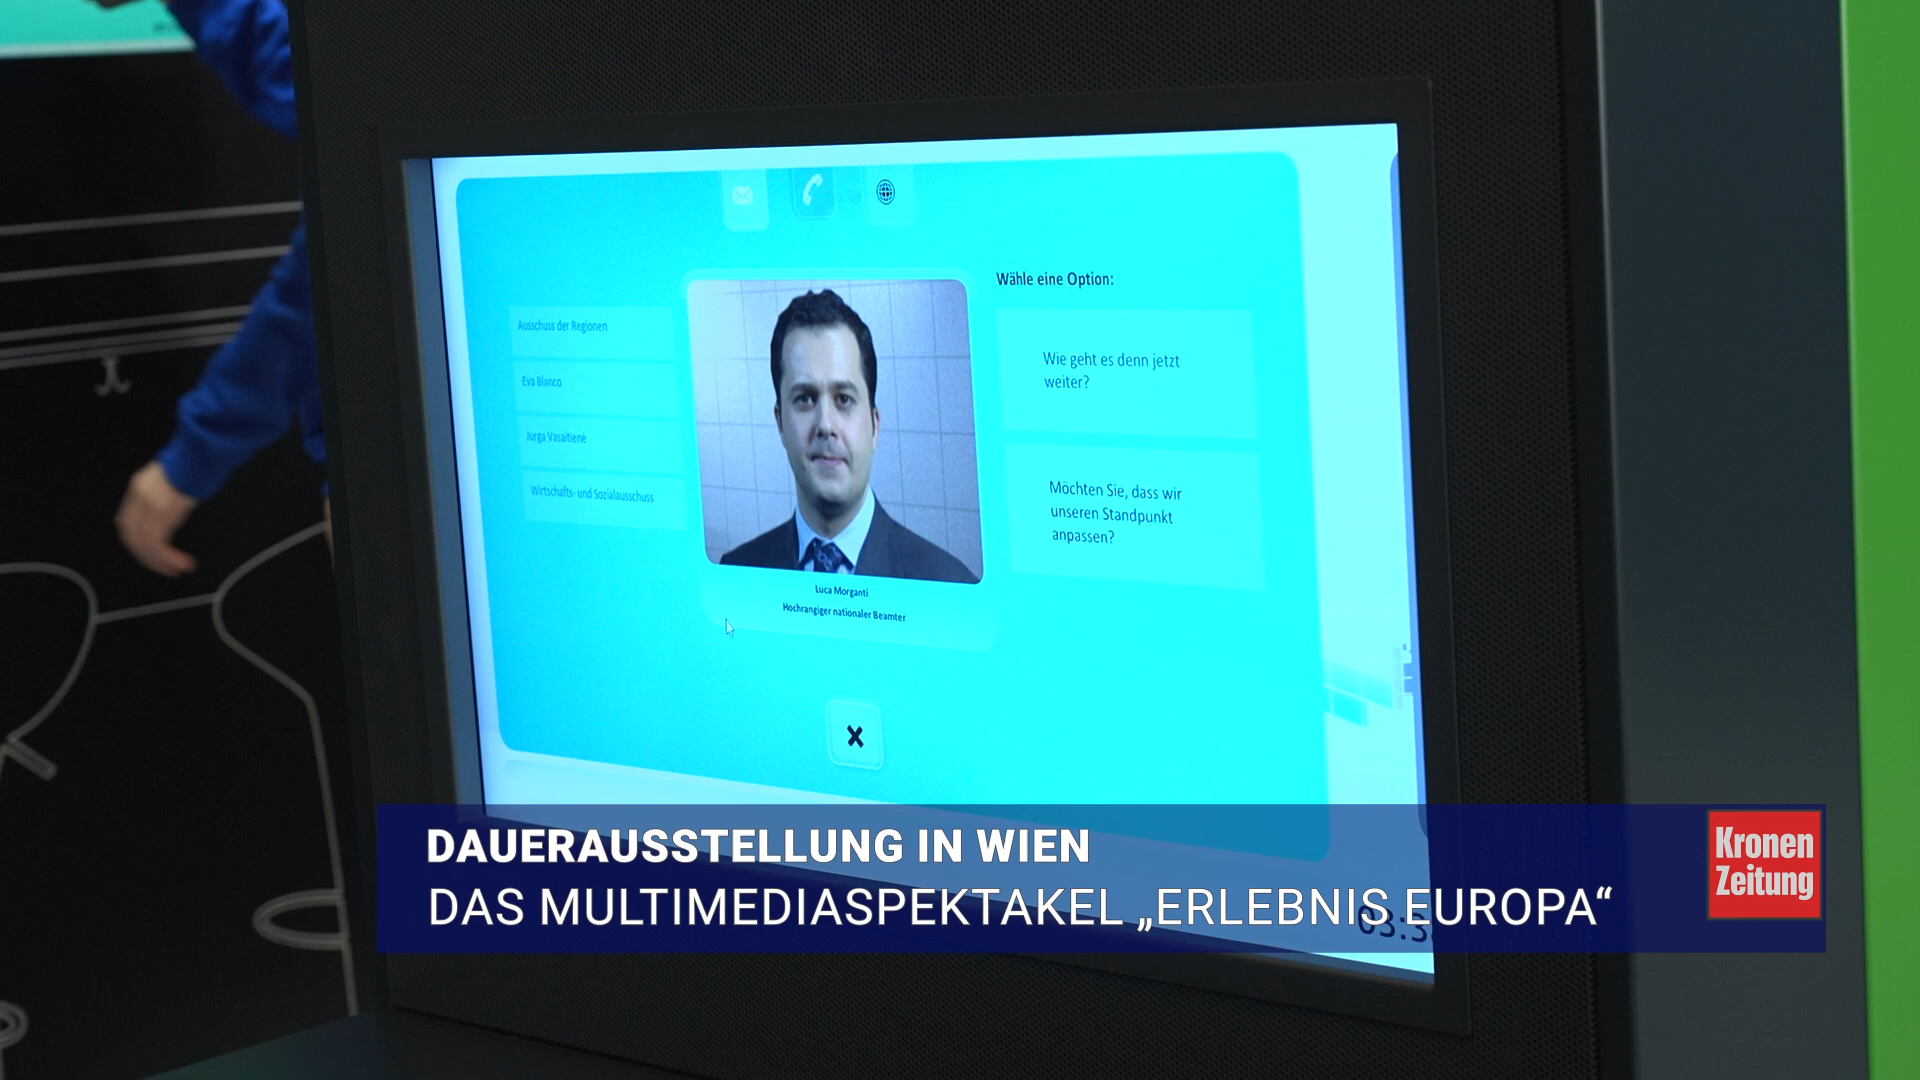 Wähle eine Option:
Ausschuss der Regionen
Eva Blanco
Jurga Vasaitienė
Wirtschafts- und Sozialausschuss
Luca Morganti
Hochrangiger nationaler Beamter
Wie geht es denn jetzt
weiter?
Möchten Sie, dass wir
unseren Standpunkt
anpassen?
DAUERAUSSTELLUNG IN WIEN
DAS MULTIMEDIASPEKTAKEL „ERLEBNIS EUROPA“
Kronen
Zeitung